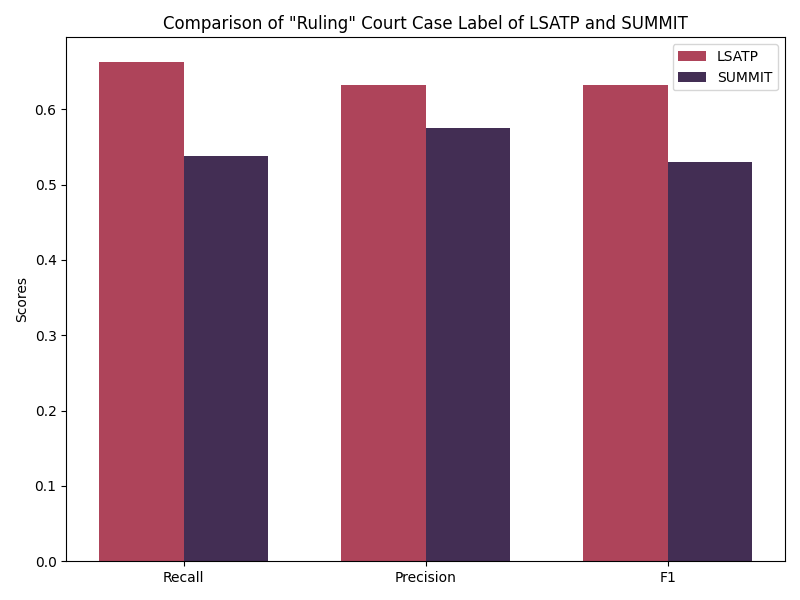 Comparison of "Ruling" Court Case Label of LSATP and SUMMIT
LSATP
SUMMIT
Scores
0.6
0.5
0.4
0.3
0.2
0.1
0.0
Recall
Precision
F1